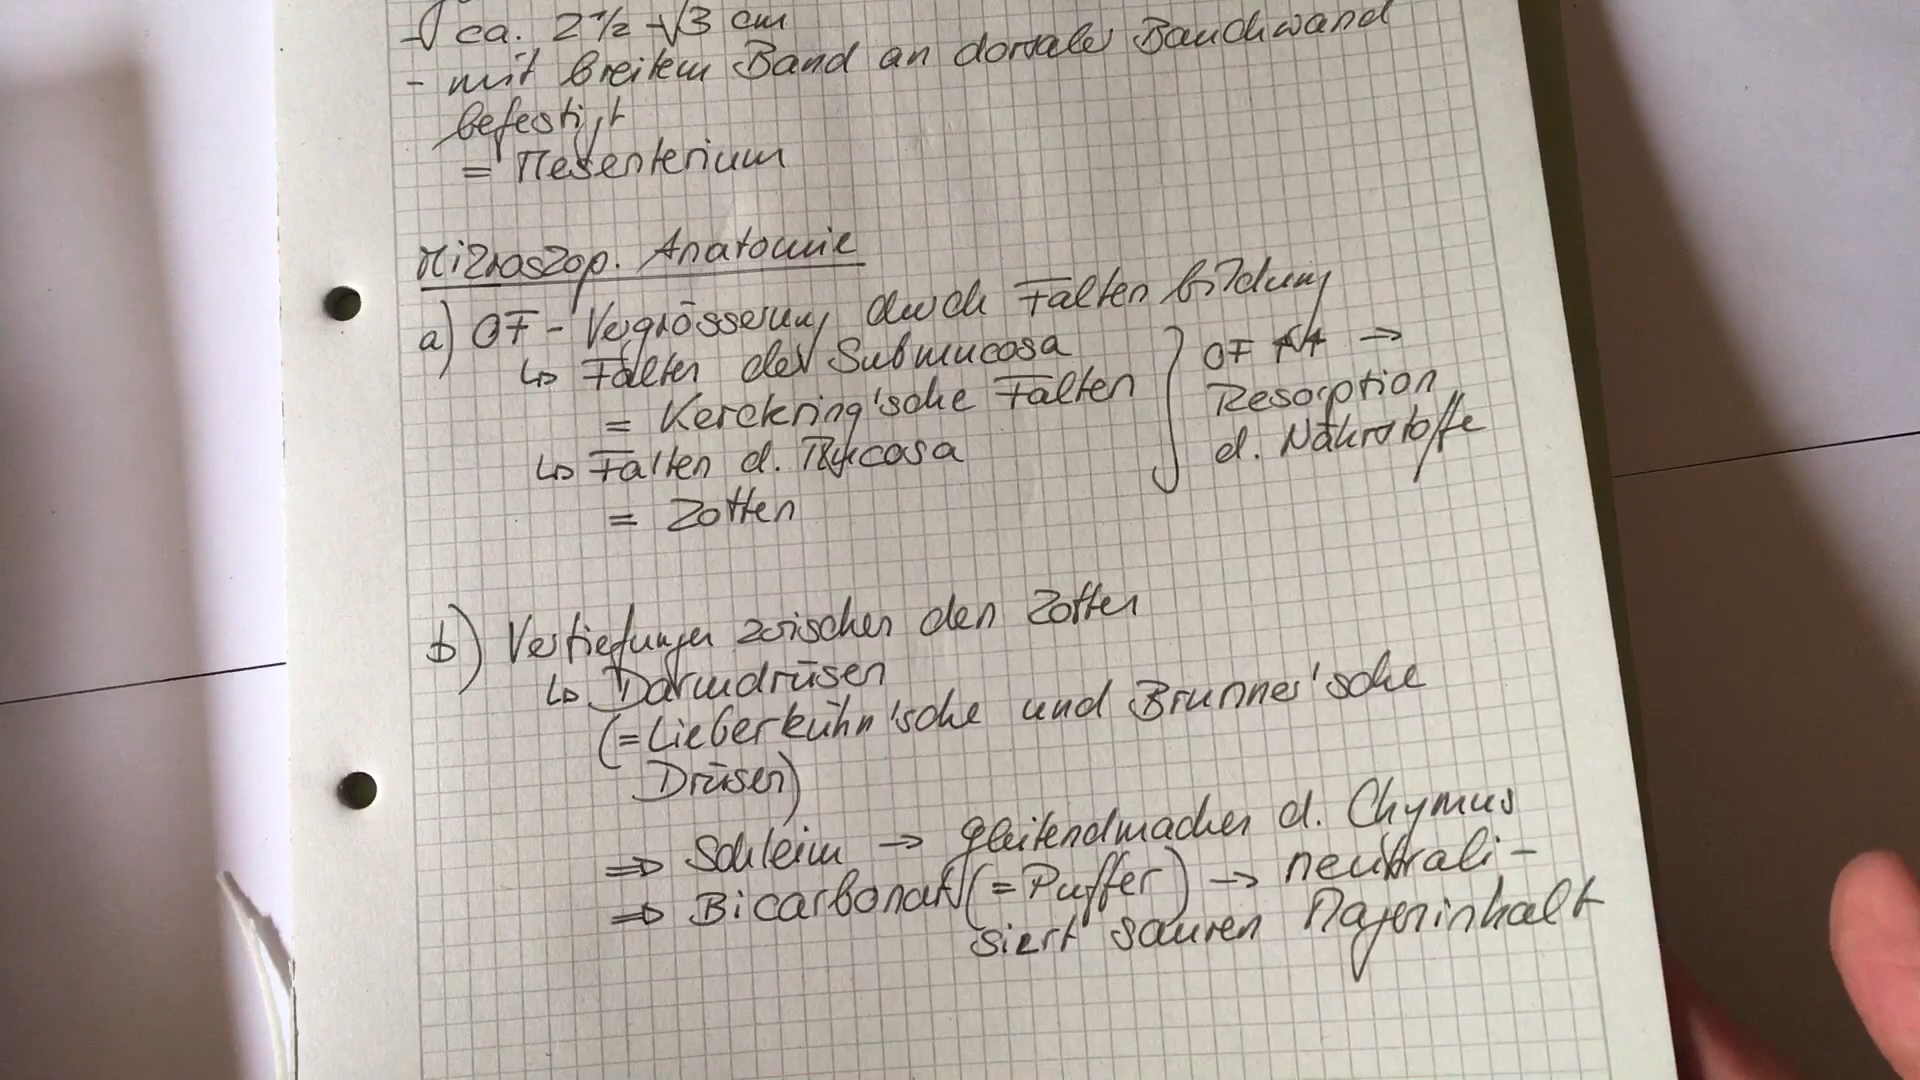 - ca. 2 1/2 - 3 cm
- mit breitem Band an dorsaler Bauchwand
befestigt
= Mesenterium
Mikroskop. Anatomie
a) OF-Vergrösserung durch Faltenbildung
↳ Falten der Submucosa
= Kerckring'sche Falten
↳ Falten d. Mucosa
= Zotten
OF ↑↑ →
Resorption
d. Nährstoffe
b) Vertiefungen zwischen den Zotten
↳ Darmdrüsen
(= Lieberkühn'sche und Brunner'sche
Drüsen)
⇒ Schleim → gleitendmachen d. Chymus
⇒ Bicarbonat (= Puffer) → neutrali-
siert sauren Mageninhalt